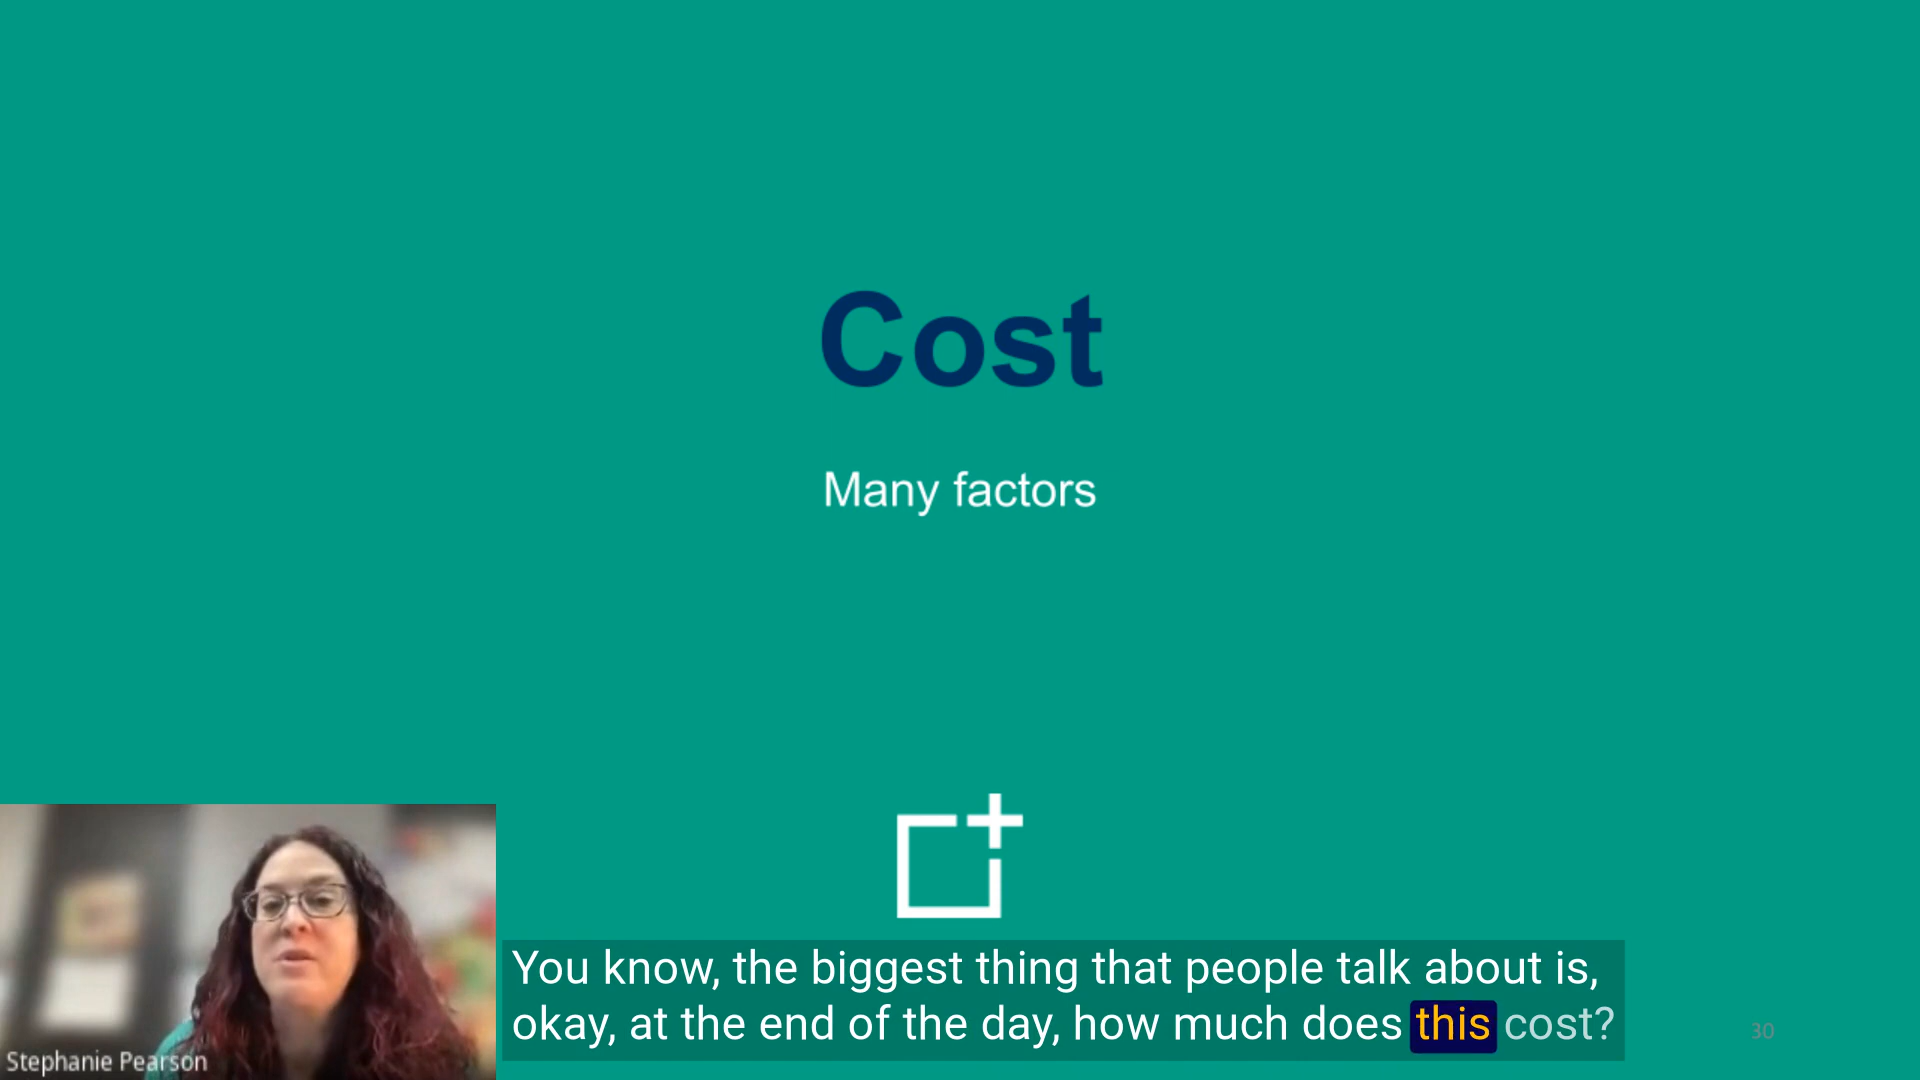 Cost
Many factors
You know, the biggest thing that people talk about is,
okay, at the end of the day, how much does this cost?
Stephanie Pearson
30